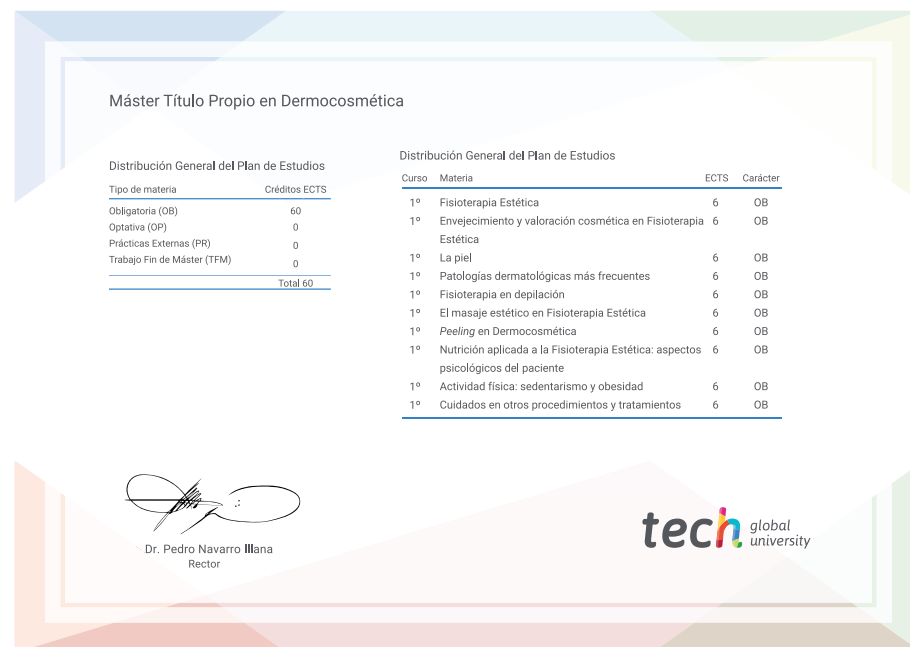 Máster Título Propio en Dermocosmética
Distribución General del Plan de Estudios
Tipo de materia Créditos ECTS
Obligatoria (OB) 60
Optativa (OP) 0
Prácticas Externas (PR) 0
Trabajo Fin de Máster (TFM) 0
Total 60
Distribución General del Plan de Estudios
Curso Materia ECTS Carácter
1º Fisioterapia Estética 6 OB
1º Envejecimiento y valoración cosmética en Fisioterapia 6 OB
Estética
1º La piel 6 OB
1º Patologías dermatológicas más frecuentes 6 OB
1º Fisioterapia en depilación 6 OB
1º El masaje estético en Fisioterapia Estética 6 OB
1º Peeling en Dermocosmética 6 OB
1º Nutrición aplicada a la Fisioterapia Estética: aspectos 6 OB
psicológicos del paciente
1º Actividad física: sedentarismo y obesidad 6 OB
1º Cuidados en otros procedimientos y tratamientos 6 OB
Dr. Pedro Navarro Illana
Rector
tech global
university